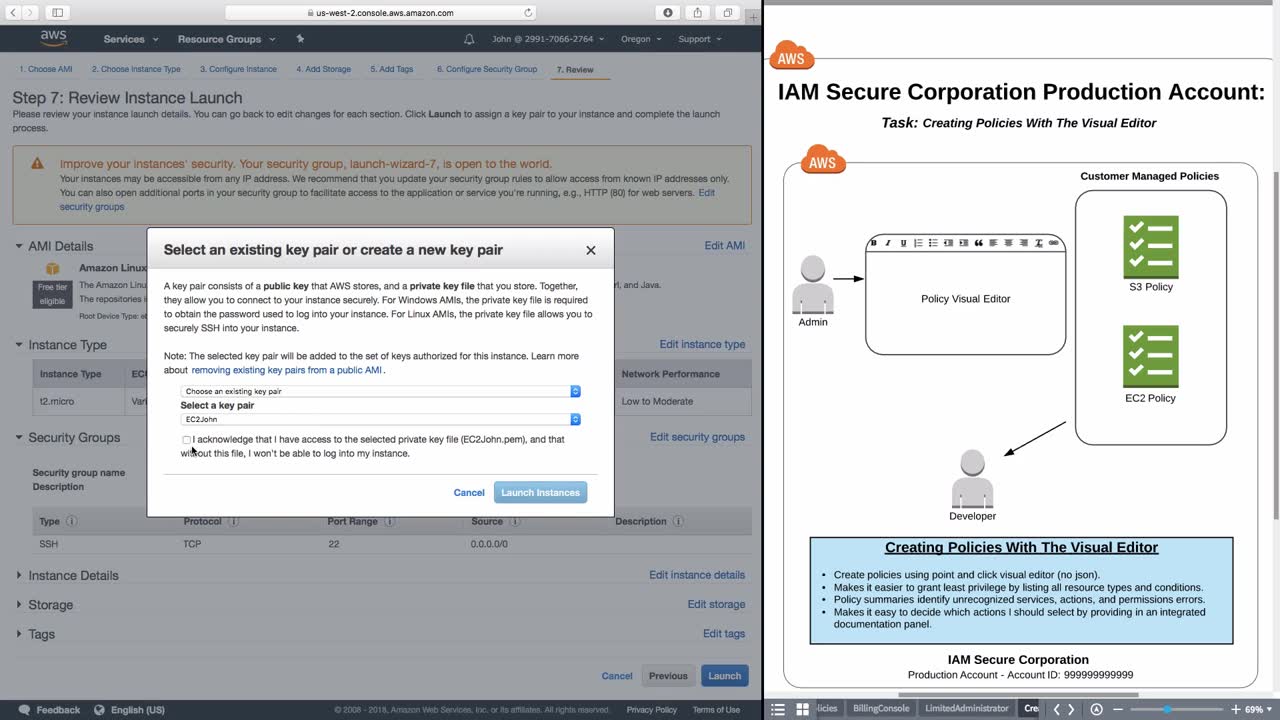 us-west-2.console.aws.amazon.com
aws
Services
Resource Groups
John @ 2991-7066-2764
Oregon
Support
1. Choose AMI
Choose Instance Type
3. Configure Instance
4. Add Storage
5. Add Tags
6. Configure Security Group
7. Review
Step 7: Review Instance Launch
Please review your instance launch details. You can go back to edit changes for each section. Click Launch to assign a key pair to your instance and complete the launch
process.
Improve your instances' security. Your security group, launch-wizard-7, is open to the world.
Your instances may be accessible from any IP address. We recommend that you update your security group rules to allow access from known IP addresses only.
You can also open additional ports in your security group to facilitate access to the application or service you're running, e.g., HTTP (80) for web servers. Edit
security groups
AMI Details
Edit AMI
Amazon Linux
Free tier
eligible
The Amazon Linux
The repositories i
Root Device Type: eb
rl, and Java.
Select an existing key pair or create a new key pair
A key pair consists of a public key that AWS stores, and a private key file that you store. Together,
they allow you to connect to your instance securely. For Windows AMIs, the private key file is required
to obtain the password used to log into your instance. For Linux AMIs, the private key file allows you to
securely SSH into your instance.
Note: The selected key pair will be added to the set of keys authorized for this instance. Learn more
about removing existing key pairs from a public AMI.
Choose an existing key pair
Select a key pair
EC2John
I acknowledge that I have access to the selected private key file (EC2John.pem), and that
without this file, I won't be able to log into my instance.
Cancel
Launch Instances
Instance Type
Edit instance type
Instance Type
EC
Network Performance
t2.micro
Vari
Low to Moderate
Security Groups
Edit security groups
Security group name
Description
Type
Protocol
Port Range
Source
Description
SSH
TCP
22
0.0.0.0/0
Instance Details
Edit instance details
Storage
Edit storage
Tags
Edit tags
Cancel
Previous
Launch
Feedback
English (US)
© 2008 - 2018, Amazon Web Services, Inc. or its affiliates. All rights reserved.
Privacy Policy
Terms of Use
AWS
IAM Secure Corporation Production Account:
Task: Creating Policies With The Visual Editor
AWS
Customer Managed Policies
B I U
Policy Visual Editor
Admin
S3 Policy
EC2 Policy
Developer
Creating Policies With The Visual Editor
• Create policies using point and click visual editor (no json).
• Makes it easier to grant least privilege by listing all resource types and conditions.
• Policy summaries identify unrecognized services, actions, and permissions errors.
• Makes it easy to decide which actions I should select by providing in an integrated
documentation panel.
IAM Secure Corporation
Production Account - Account ID: 999999999999
licies
BillingConsole
LimitedAdministrator
Cre
69%